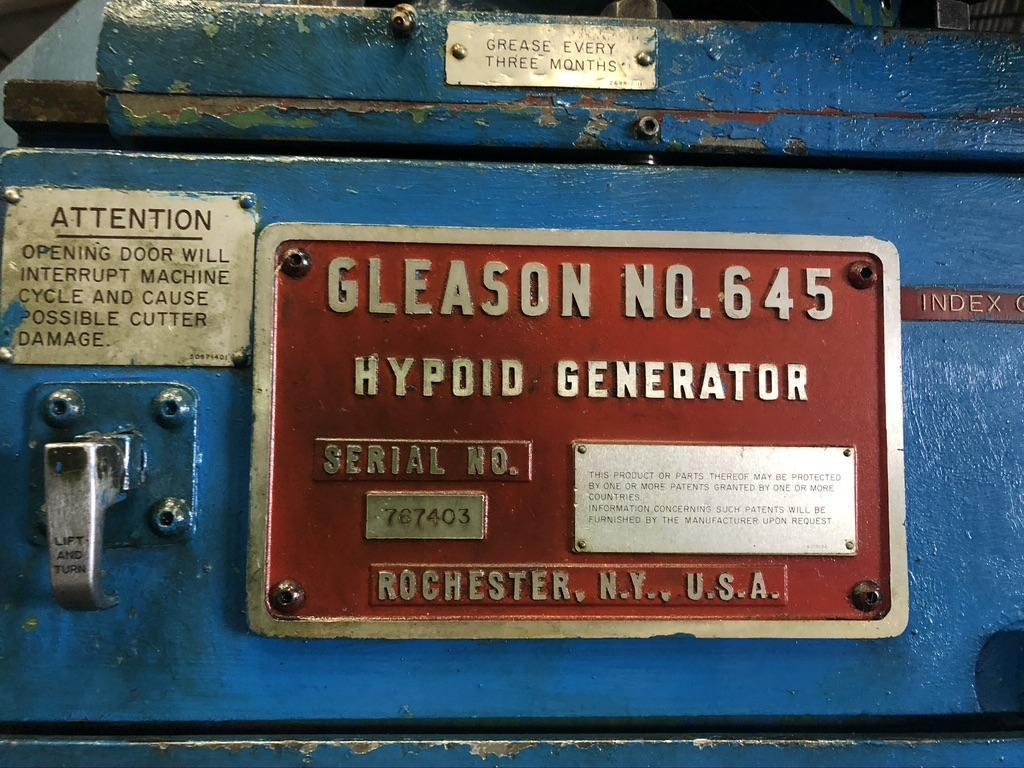 GREASE EVERY
THREE MONTHS
ATTENTION
OPENING DOOR WILL
INTERRUPT MACHINE
CYCLE AND CAUSE
POSSIBLE CUTTER
DAMAGE.
GLEASON NO.645
HYPOID GENERATOR
SERIAL NO.
767403
THIS PRODUCT OR PARTS THEREOF MAY BE PROTECTED
BY ONE OR MORE PATENTS GRANTED BY ONE OR MORE
COUNTRIES.
INFORMATION CONCERNING SUCH PATENTS WILL BE
FURNISHED BY THE MANUFACTURER UPON REQUEST
ROCHESTER, N.Y., U.S.A.
INDEX
LIFT
AND
TURN